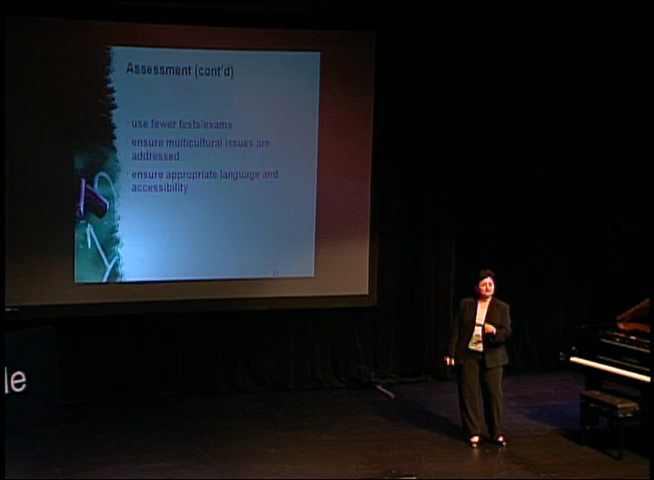 Assessment (cont'd)
use fewer tests/exams
ensure multicultural issues are
addressed
ensure appropriate language and
accessibility
le